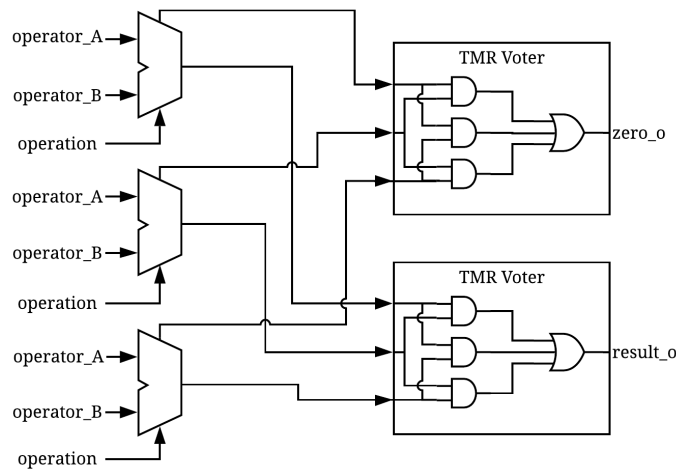 operator_A
operator_B
operation
operator_A
operator_B
operation
operator_A
operator_B
operation
TMR Voter
zero_o
TMR Voter
result_o